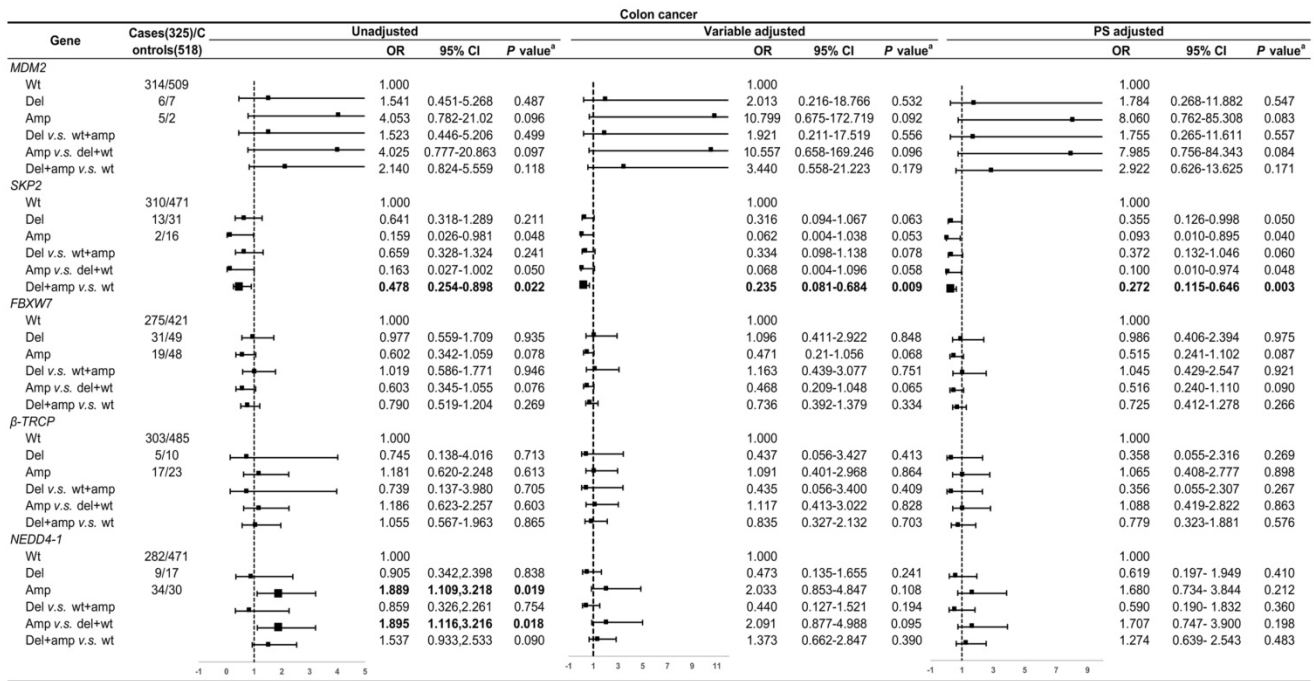 Colon cancer
Gene Cases(325)/C ontrols(518) Unadjusted Variable adjusted PS adjusted
OR 95% CI P valueᵃ OR 95% CI P valueᵃ OR 95% CI P valueᵃ
MDM2
Wt 314/509 1.000 1.000 1.000
Del 6/7 1.541 0.451-5.268 0.487 2.013 0.216-18.766 0.532 1.784 0.268-11.882 0.547
Amp 5/2 4.053 0.782-21.02 0.096 10.799 0.675-172.719 0.092 8.060 0.762-85.308 0.083
Del v.s. wt+amp 1.523 0.446-5.206 0.499 1.921 0.211-17.519 0.556 1.755 0.265-11.611 0.557
Amp v.s. del+wt 4.025 0.777-20.863 0.097 10.557 0.658-169.246 0.096 7.985 0.756-84.343 0.084
Del+amp v.s. wt 2.140 0.824-5.559 0.118 3.440 0.558-21.223 0.179 2.922 0.626-13.625 0.171
SKP2
Wt 310/471 1.000 1.000 1.000
Del 13/31 0.641 0.318-1.289 0.211 0.316 0.094-1.067 0.063 0.355 0.126-0.998 0.050
Amp 2/16 0.159 0.026-0.981 0.048 0.062 0.004-1.038 0.053 0.093 0.010-0.895 0.040
Del v.s. wt+amp 0.659 0.328-1.324 0.241 0.334 0.098-1.138 0.078 0.372 0.132-1.046 0.060
Amp v.s. del+wt 0.163 0.027-1.002 0.050 0.068 0.004-1.096 0.058 0.100 0.010-0.974 0.048
Del+amp v.s. wt 0.478 0.254-0.898 0.022 0.235 0.081-0.684 0.009 0.272 0.115-0.646 0.003
FBXW7
Wt 275/421 1.000 1.000 1.000
Del 31/49 0.977 0.559-1.709 0.935 1.096 0.411-2.922 0.848 0.986 0.406-2.394 0.975
Amp 19/48 0.602 0.342-1.059 0.078 0.471 0.21-1.056 0.068 0.515 0.241-1.102 0.087
Del v.s. wt+amp 1.019 0.586-1.771 0.946 1.163 0.439-3.077 0.751 1.045 0.429-2.547 0.921
Amp v.s. del+wt 0.603 0.345-1.055 0.076 0.468 0.209-1.048 0.065 0.516 0.240-1.110 0.090
Del+amp v.s. wt 0.790 0.519-1.204 0.269 0.736 0.392-1.379 0.334 0.725 0.412-1.278 0.266
β-TRCP
Wt 303/485 1.000 1.000 1.000
Del 5/10 0.745 0.138-4.016 0.713 0.437 0.056-3.427 0.413 0.358 0.055-2.316 0.269
Amp 17/23 1.181 0.620-2.248 0.613 1.091 0.401-2.968 0.864 1.065 0.408-2.777 0.898
Del v.s. wt+amp 0.739 0.137-3.980 0.705 0.435 0.056-3.400 0.409 0.356 0.055-2.307 0.267
Amp v.s. del+wt 1.186 0.623-2.257 0.603 1.117 0.413-3.022 0.828 1.088 0.419-2.822 0.863
Del+amp v.s. wt 1.055 0.567-1.963 0.865 0.835 0.327-2.132 0.703 0.779 0.323-1.881 0.576
NEDD4-1
Wt 282/471 1.000 1.000 1.000
Del 9/17 0.905 0.342,2.398 0.838 0.473 0.135-1.655 0.241 0.619 0.197- 1.949 0.410
Amp 34/30 1.889 1.109,3.218 0.019 2.033 0.853-4.847 0.108 1.680 0.734- 3.844 0.212
Del v.s. wt+amp 0.859 0.326,2.261 0.754 0.440 0.127-1.521 0.194 0.590 0.190- 1.832 0.360
Amp v.s. del+wt 1.895 1.116,3.216 0.018 2.091 0.877-4.988 0.095 1.707 0.747- 3.900 0.198
Del+amp v.s. wt 1.537 0.933,2.533 0.090 1.373 0.662-2.847 0.390 1.274 0.639- 2.543 0.483
-1 0 1 2 3 4 5 -1 1 3 5 7 9 11 -1 1 3 5 7 9